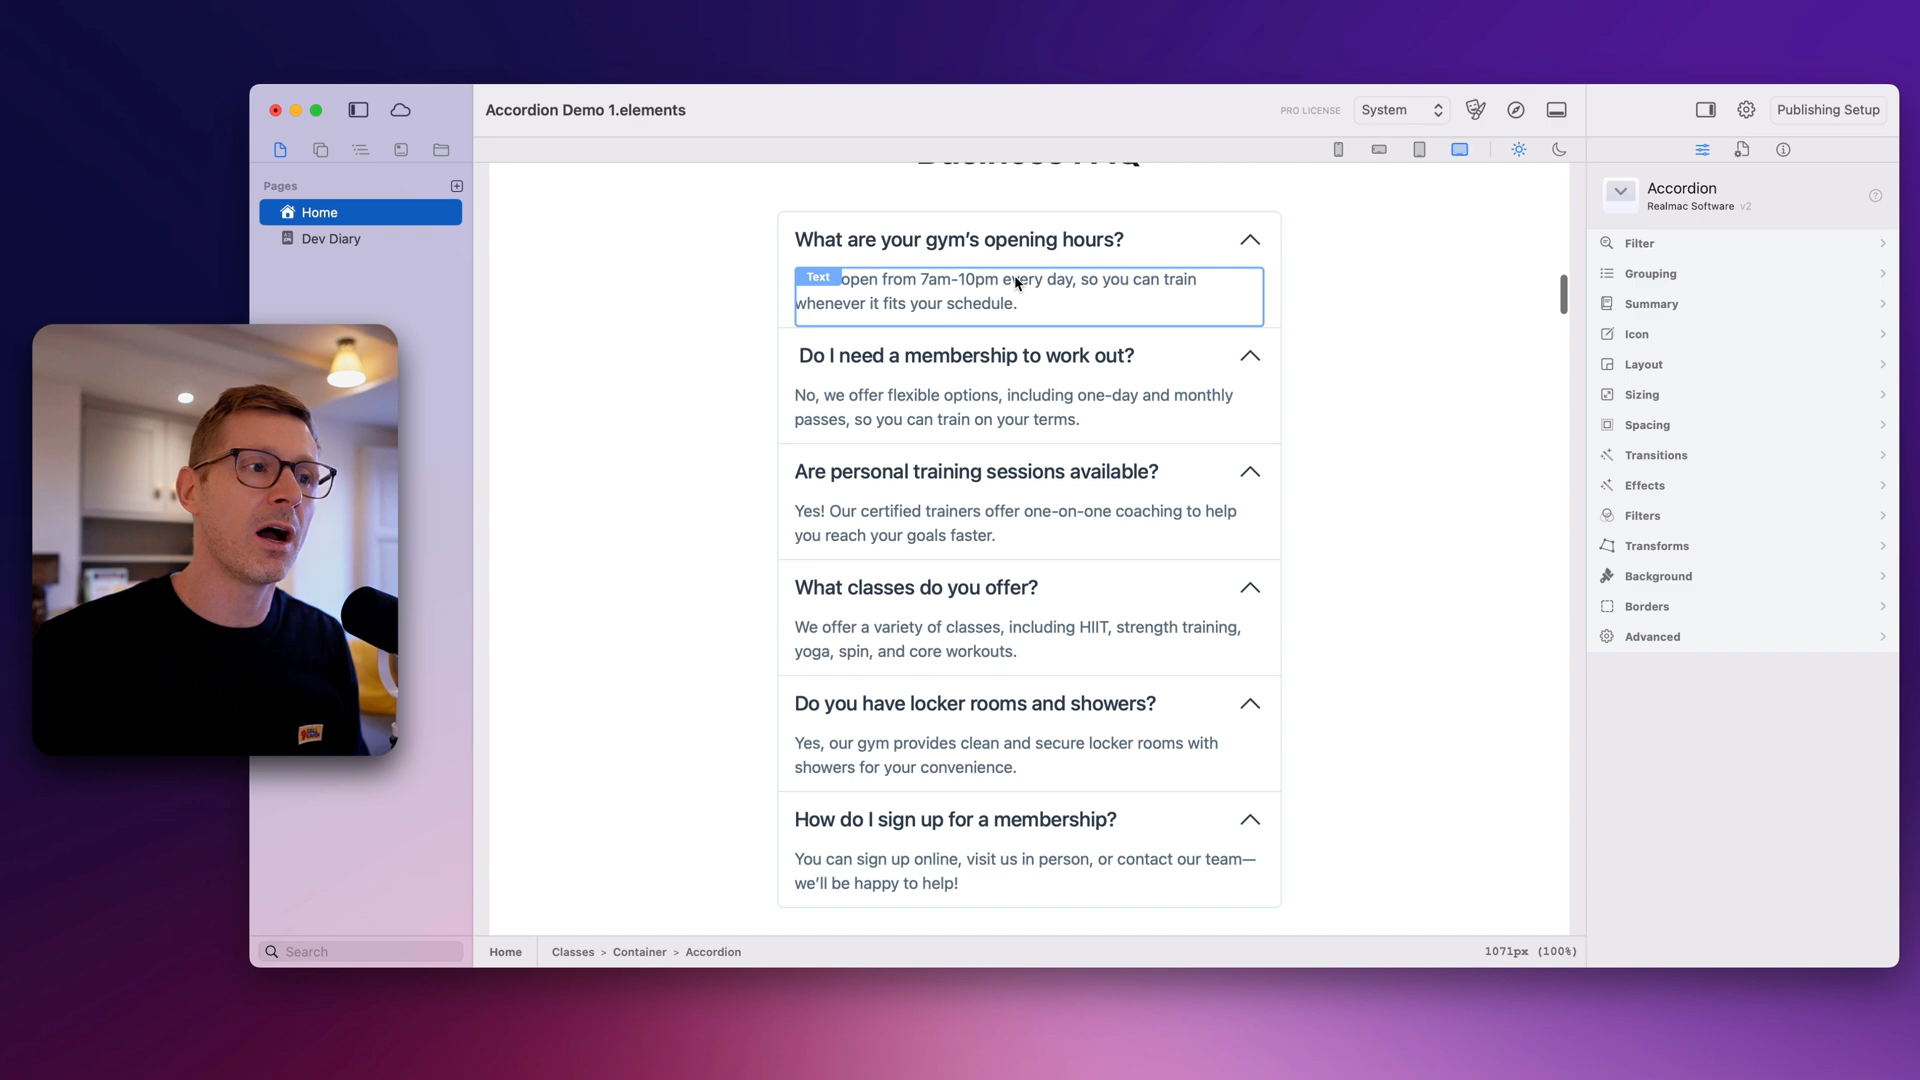 Accordion Demo 1.elements
PRO LICENSE
System
Publishing Setup
Pages
Home
Dev Diary
What are your gym's opening hours?
Text
open from 7am-10pm every day, so you can train
whenever it fits your schedule.
Do I need a membership to work out?
No, we offer flexible options, including one-day and monthly
passes, so you can train on your terms.
Are personal training sessions available?
Yes! Our certified trainers offer one-on-one coaching to help
you reach your goals faster.
What classes do you offer?
We offer a variety of classes, including HIIT, strength training,
yoga, spin, and core workouts.
Do you have locker rooms and showers?
Yes, our gym provides clean and secure locker rooms with
showers for your convenience.
How do I sign up for a membership?
You can sign up online, visit us in person, or contact our team—
we'll be happy to help!
Accordion
Realmac Software v2
Filter
Grouping
Summary
Icon
Layout
Sizing
Spacing
Transitions
Effects
Filters
Transforms
Background
Borders
Advanced
Search
Home
Classes > Container > Accordion
1071px (100%)